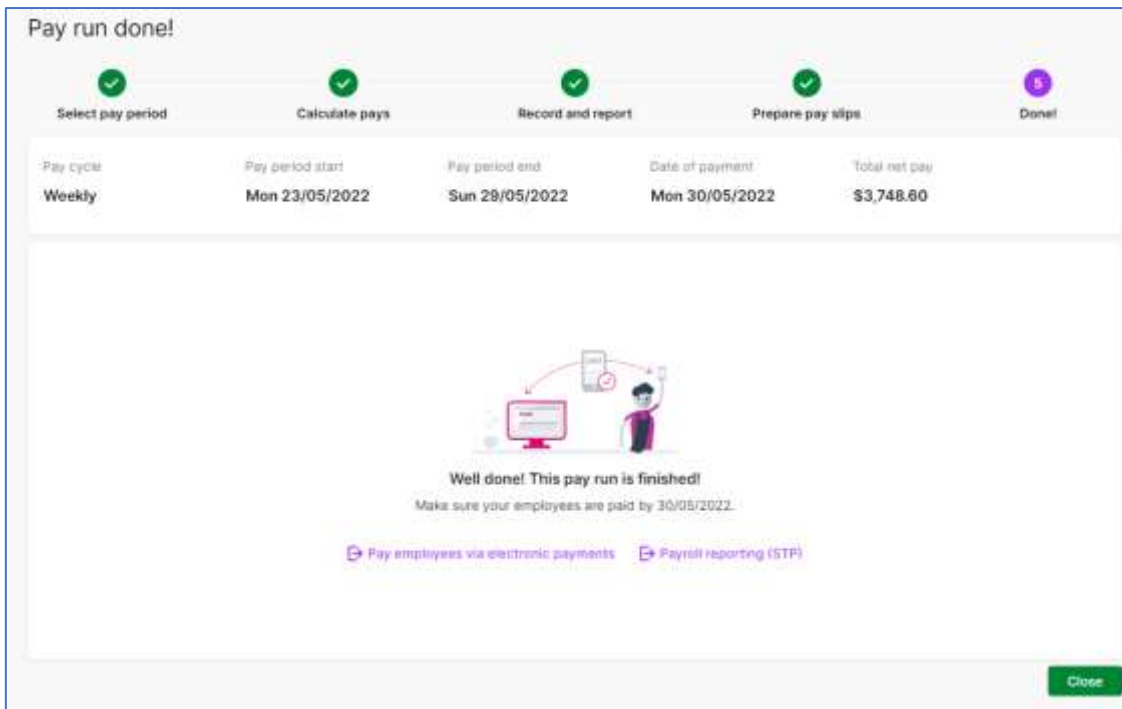 Pay run done!
5
Select pay period Calculate pays Record and report Prepare pay slips Done!
Pay cycle Pay period start Pay period end Date of payment Total net pay
Weekly Mon 23/05/2022 Sun 29/05/2022 Mon 30/05/2022 $3,748.60
Well done! This pay run is finished!
Make sure your employees are paid by 30/05/2022.
Pay employees via electronic payments Payroll reporting (STP)
Close